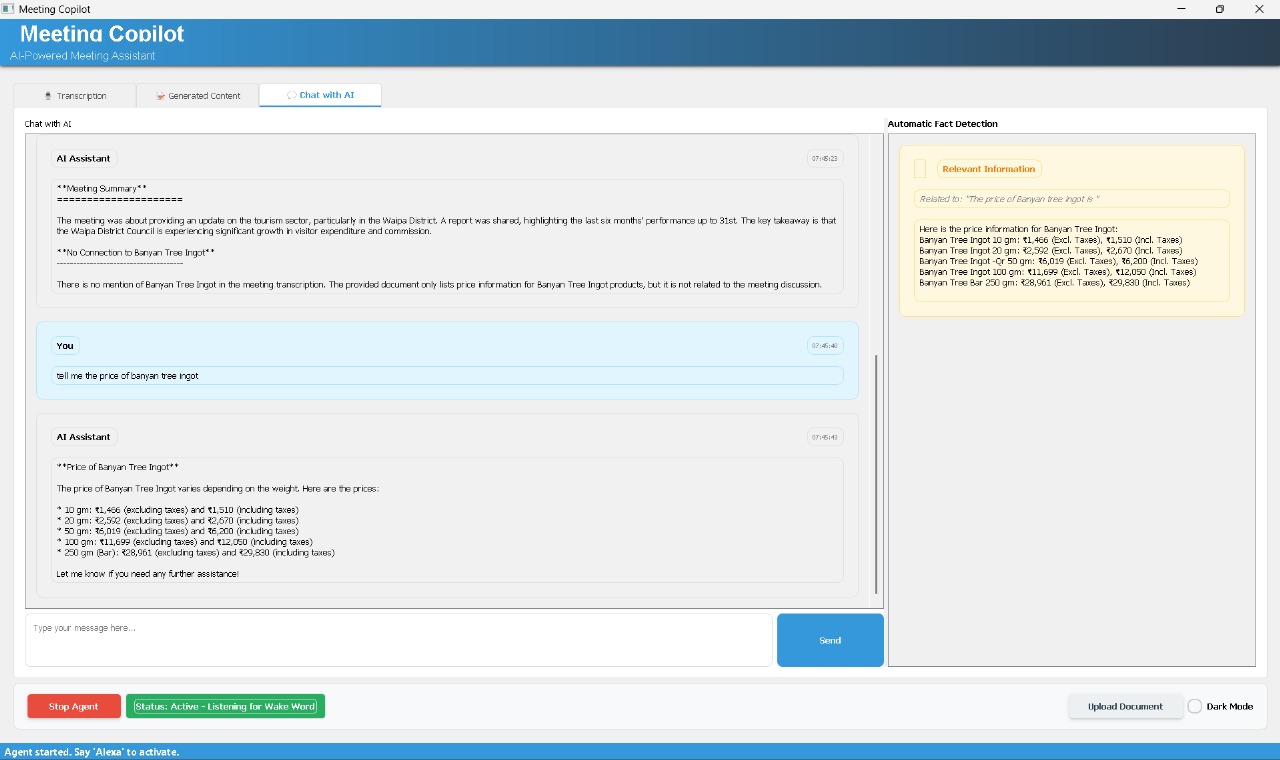 Meeting Copilot
Meeting Copilot
AI-Powered Meeting Assistant
Transcription
Generated Content
Chat with AI
Chat with AI
AI Assistant
07:45:23
**Meeting Summary**
=====================
The meeting was about providing an update on the tourism sector, particularly in the Waipa District. A report was shared, highlighting the last six months' performance up to 31st. The key takeaway is that
the Waipa District Council is experiencing significant growth in visitor expenditure and commission.
**No Connection to Banyan Tree Ingot**
------------------------------------
There is no mention of Banyan Tree Ingot in the meeting transcription. The provided document only lists price information for Banyan Tree Ingot products, but it is not related to the meeting discussion.
You
07:45:40
tell me the price of banyan tree ingot
AI Assistant
07:45:43
**Price of Banyan Tree Ingot**
The price of Banyan Tree Ingot varies depending on the weight. Here are the prices:
* 10 gm: ₹1,466 (excluding taxes) and ₹1,510 (including taxes)
* 20 gm: ₹2,592 (excluding taxes) and ₹2,670 (including taxes)
* 50 gm: ₹6,019 (excluding taxes) and ₹6,200 (including taxes)
* 100 gm: ₹11,699 (excluding taxes) and ₹12,050 (including taxes)
* 250 gm (Bar): ₹28,961 (excluding taxes) and ₹29,830 (including taxes)
Let me know if you need any further assistance!
Type your message here...
Send
Automatic Fact Detection
Relevant Information
Related to: "The price of Banyan tree ingot is "
Here is the price information for Banyan Tree Ingot:
Banyan Tree Ingot 10 gm: ₹1,466 (Excl. Taxes), ₹1,510 (Incl. Taxes)
Banyan Tree Ingot 20 gm: ₹2,592 (Excl. Taxes), ₹2,670 (Incl. Taxes)
Banyan Tree Ingot -Qr 50 gm: ₹6,019 (Excl. Taxes), ₹6,200 (Incl. Taxes)
Banyan Tree Ingot 100 gm: ₹11,699 (Excl. Taxes), ₹12,050 (Incl. Taxes)
Banyan Tree Bar 250 gm: ₹28,961 (Excl. Taxes), ₹29,830 (Incl. Taxes)
Stop Agent
Status: Active - Listening for Wake Word
Upload Document
Dark Mode
Agent started. Say 'Alexa' to activate.